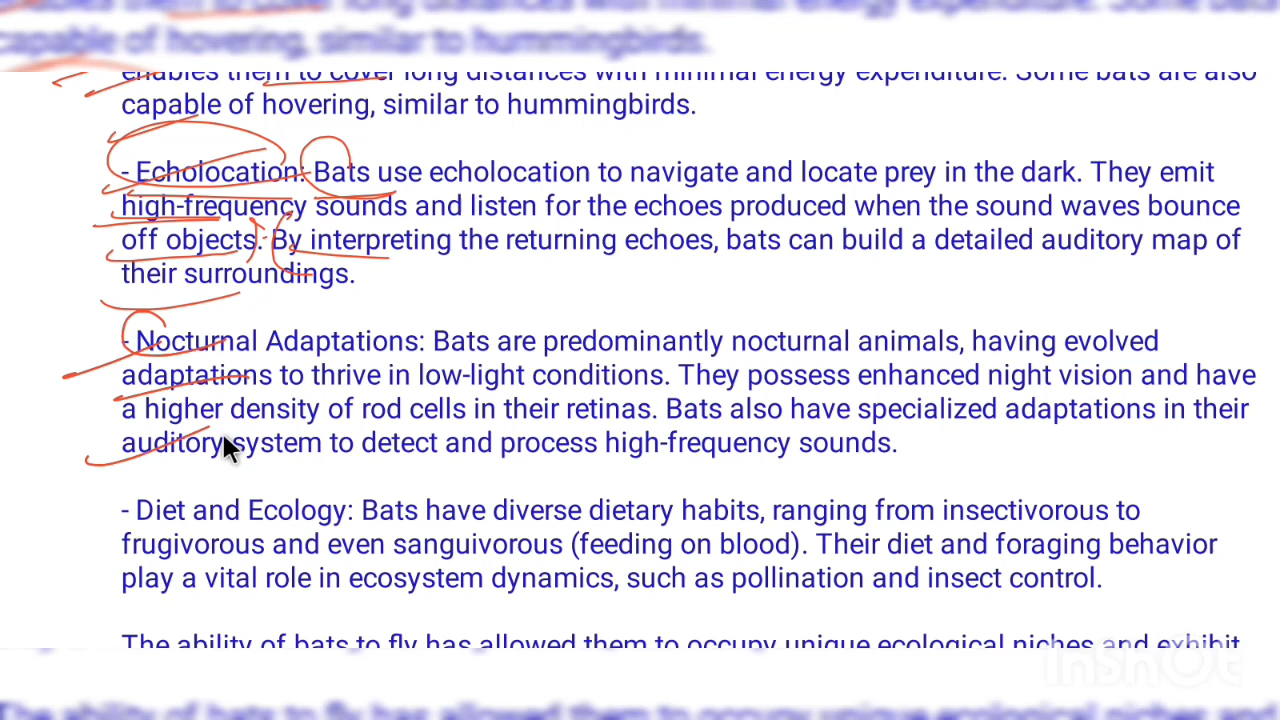 capable of hovering, similar to hummingbirds.
enables them to cover long distances with minimal energy expenditure. Some bats are also
capable of hovering, similar to hummingbirds.
- Echolocation: Bats use echolocation to navigate and locate prey in the dark. They emit
high-frequency sounds and listen for the echoes produced when the sound waves bounce
off objects. By interpreting the returning echoes, bats can build a detailed auditory map of
their surroundings.
- Nocturnal Adaptations: Bats are predominantly nocturnal animals, having evolved
adaptations to thrive in low-light conditions. They possess enhanced night vision and have
a higher density of rod cells in their retinas. Bats also have specialized adaptations in their
auditory system to detect and process high-frequency sounds.
- Diet and Ecology: Bats have diverse dietary habits, ranging from insectivorous to
frugivorous and even sanguivorous (feeding on blood). Their diet and foraging behavior
play a vital role in ecosystem dynamics, such as pollination and insect control.
The ability of bats to fly has allowed them to occupy unique ecological niches and exhibit
InShOt